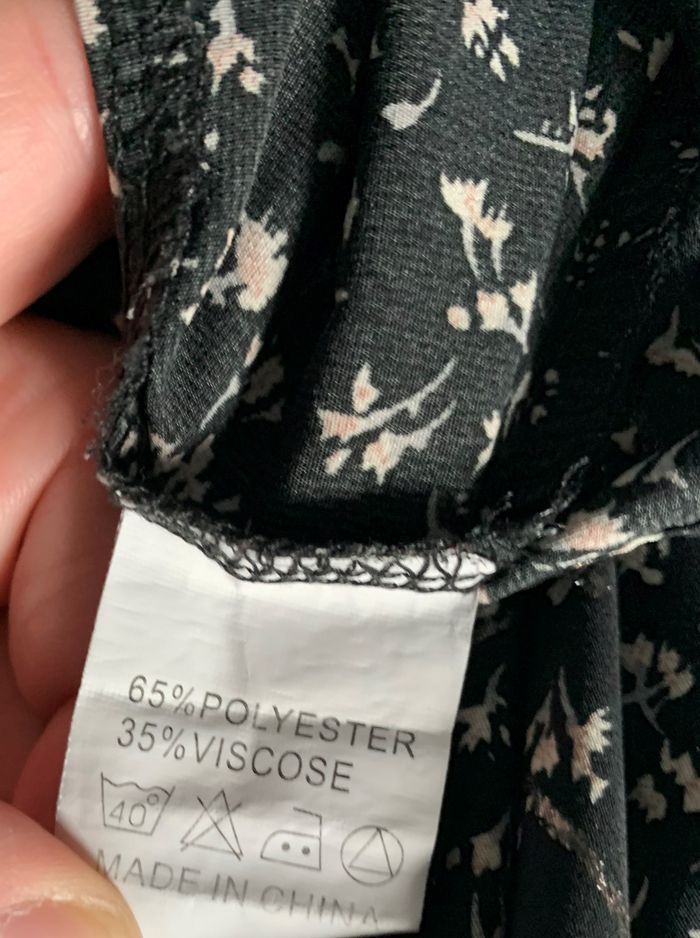 65%POLYESTER
35%VISCOSE
40°
MADE IN CHINA